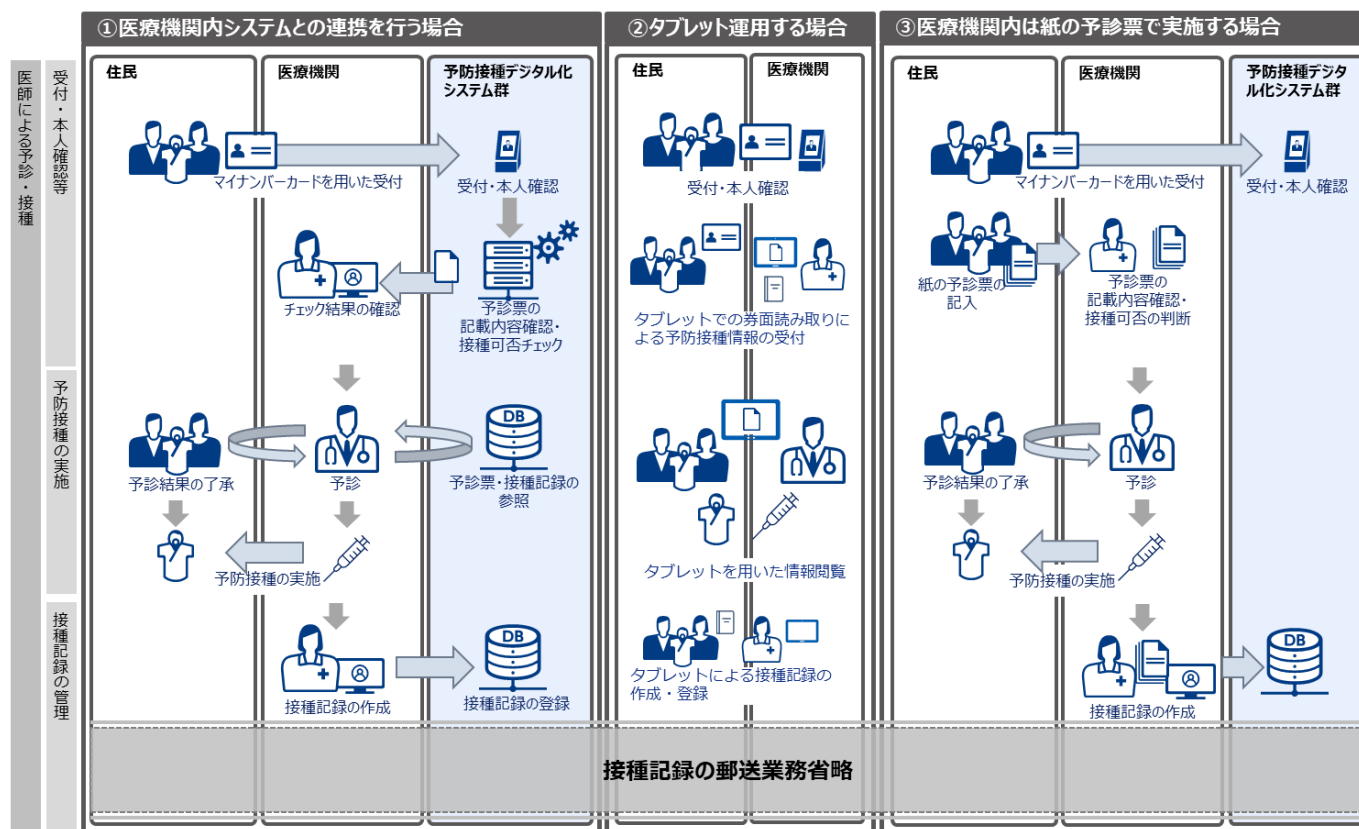 ①医療機関内システムとの連携を行う場合
②タブレット運用する場合
③医療機関内は紙の予診票で実施する場合
医師による予診・接種
受付・本人確認等
予防接種の実施
接種記録の管理
住民
医療機関
予防接種デジタル化
システム群
マイナンバーカードを用いた受付
受付・本人確認
チェック結果の確認
予診票の
記載内容確認・
接種可否チェック
予診結果の了承
予診
DB
予診票・接種記録の
参照
予防接種の実施
接種記録の作成
DB
接種記録の登録
住民
医療機関
受付・本人確認
タブレットでの券面読み取りに
よる予防接種情報の受付
タブレットを用いた情報閲覧
タブレットによる接種記録の
作成・登録
住民
医療機関
予防接種デジタ
ル化システム群
マイナンバーカードを用いた受付
受付・本人確認
紙の予診票の
記入
予診票の
記載内容確認・
接種可否の判断
予診結果の了承
予診
予防接種の実施
接種記録の作成
DB
接種記録の郵送業務省略